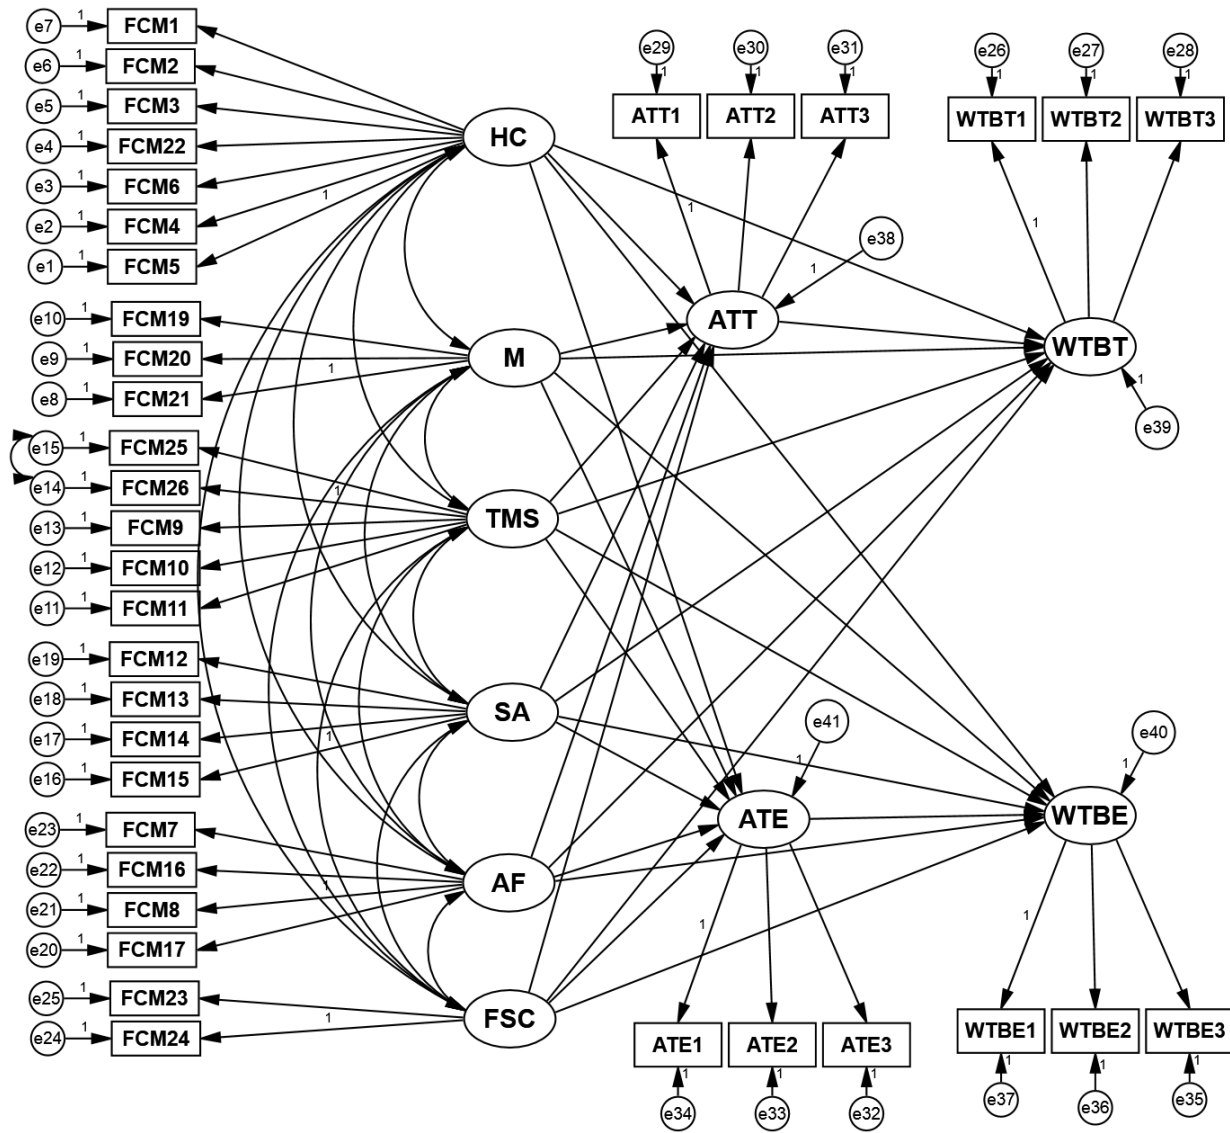 e7 1 FCM1
e6 1 FCM2
e5 1 FCM3
e4 1 FCM22
e3 1 FCM6
e2 1 FCM4
e1 1 FCM5
1
HC
e10 1 FCM19
e9 1 FCM20
e8 1 FCM21
1
M
e15 1 FCM25
e14 1 FCM26
e13 1 FCM9
e12 1 FCM10
e11 1 FCM11
1
TMS
e19 1 FCM12
e18 1 FCM13
e17 1 FCM14
e16 1 FCM15
1
SA
e23 1 FCM7
e22 1 FCM16
e21 1 FCM8
e20 1 FCM17
1
AF
e25 1 FCM23
e24 1 FCM24
1
FSC
e29 e30 e31
1 1 1
ATT1 ATT2 ATT3
1
e38
1
ATT
e26 e27 e28
1 1 1
WTBT1 WTBT2 WTBT3
1
WTBT
1
e39
e41
1
ATE
1
ATE1 ATE2 ATE3
1 1 1
e34 e33 e32
e40
1
WTBE
1
WTBE1 WTBE2 WTBE3
1 1 1
e37 e36 e35